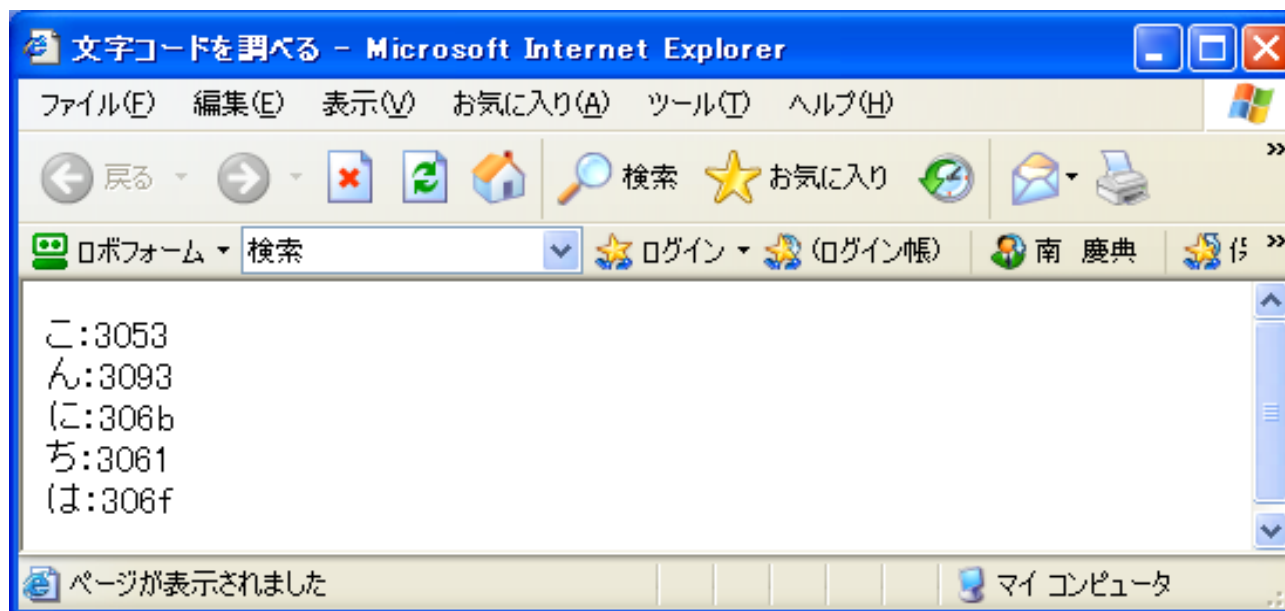 文字コードを調べる - Microsoft Internet Explorer
ファイル(F) 編集(E) 表示(V) お気に入り(A) ツール(T) ヘルプ(H)
戻る 検索 お気に入り »
ロボフォーム 検索 ログイン (ログイン帳) 南 慶典 »
こ:3053
ん:3093
に:306b
ち:3061
は:306f
ページが表示されました マイ コンピュータ